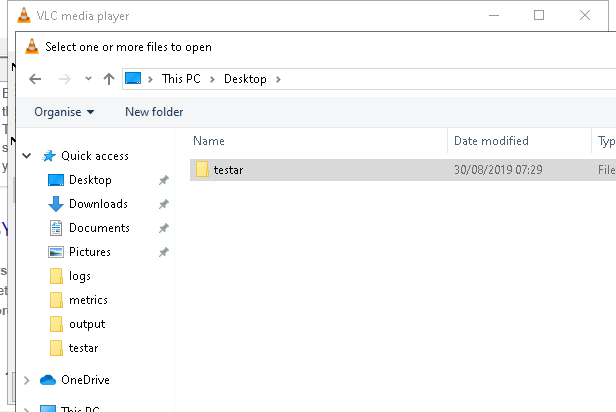 VLC media player
Select one or more files to open
This PC > Desktop >
Organise New folder
Name Date modified Typ
Quick access
testar 30/08/2019 07:29 File
Desktop
Downloads
Documents
Pictures
logs
metrics
output
testar
OneDrive
This PC